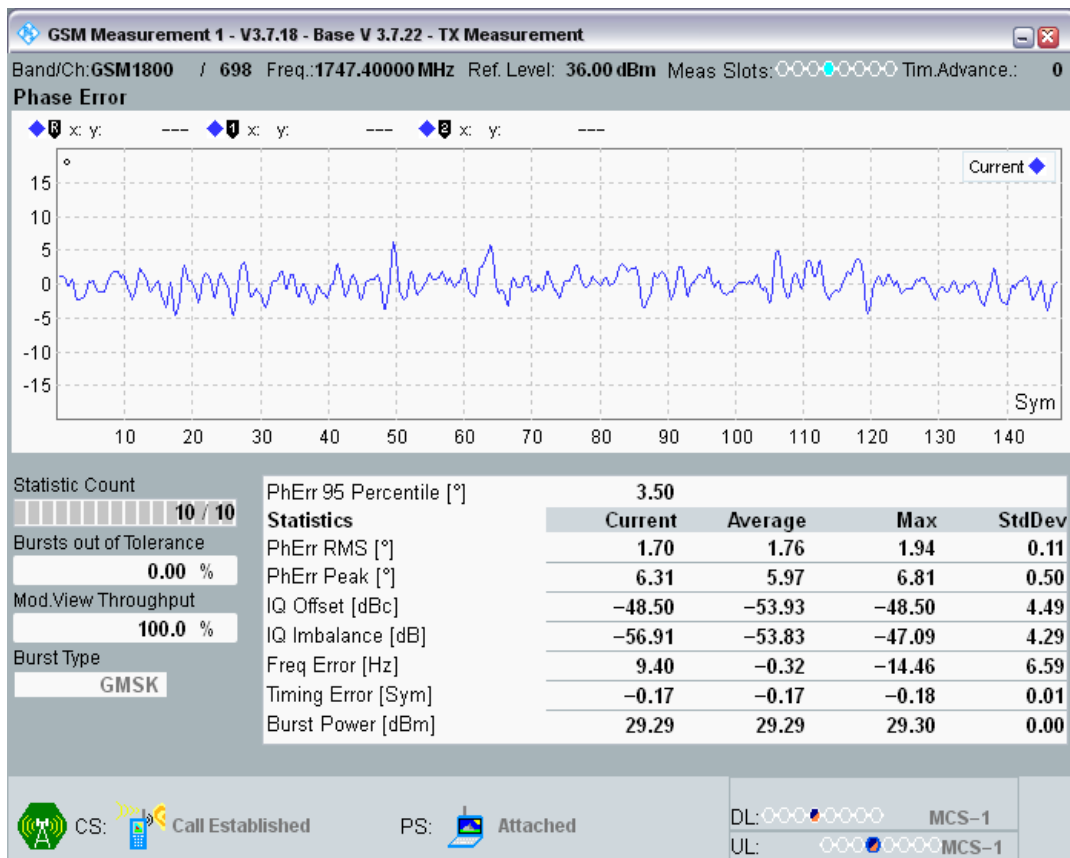 GSM Measurement 1 - V3.7.18 - Base V 3.7.22 - TX Measurement
Band/Ch:GSM1800 / 698 Freq.:1747.40000 MHz Ref. Level: 36.00 dBm Meas Slots: Tim.Advance.: 0
Phase Error
R x: y: --- 1 x: y: --- 2 x: y: ---
°
Current
15
10
5
0
-5
-10
-15
Sym
10 20 30 40 50 60 70 80 90 100 110 120 130 140
Statistic Count
10 / 10
Bursts out of Tolerance
0.00 %
Mod.View Throughput
100.0 %
Burst Type
GMSK
PhErr 95 Percentile [°] 3.50
Statistics Current Average Max StdDev
PhErr RMS [°] 1.70 1.76 1.94 0.11
PhErr Peak [°] 6.31 5.97 6.81 0.50
IQ Offset [dBc] −48.50 −53.93 −48.50 4.49
IQ Imbalance [dB] −56.91 −53.83 −47.09 4.29
Freq Error [Hz] 9.40 −0.32 −14.46 6.59
Timing Error [Sym] −0.17 −0.17 −0.18 0.01
Burst Power [dBm] 29.29 29.29 29.30 0.00
CS: Call Established PS: Attached
DL: MCS−1
UL: MCS−1